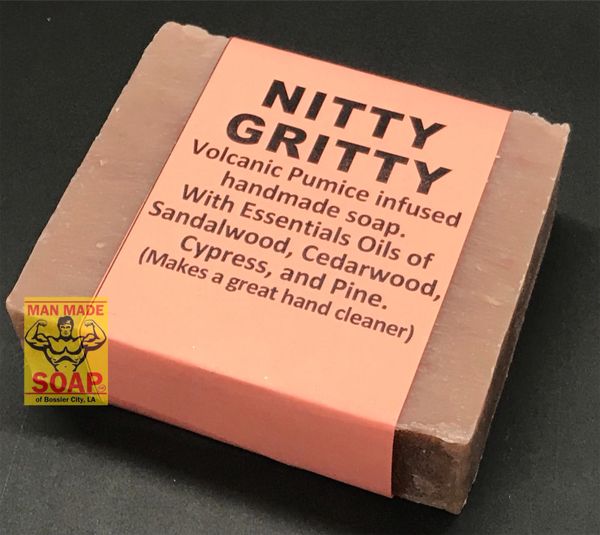 NITTY
GRITTY
Volcanic Pumice infused
handmade soap.
With Essentials Oils of
Sandalwood, Cedarwood,
Cypress, and Pine.
(Makes a great hand cleaner)
MAN MADE
SOAP
of Bossier City, LA